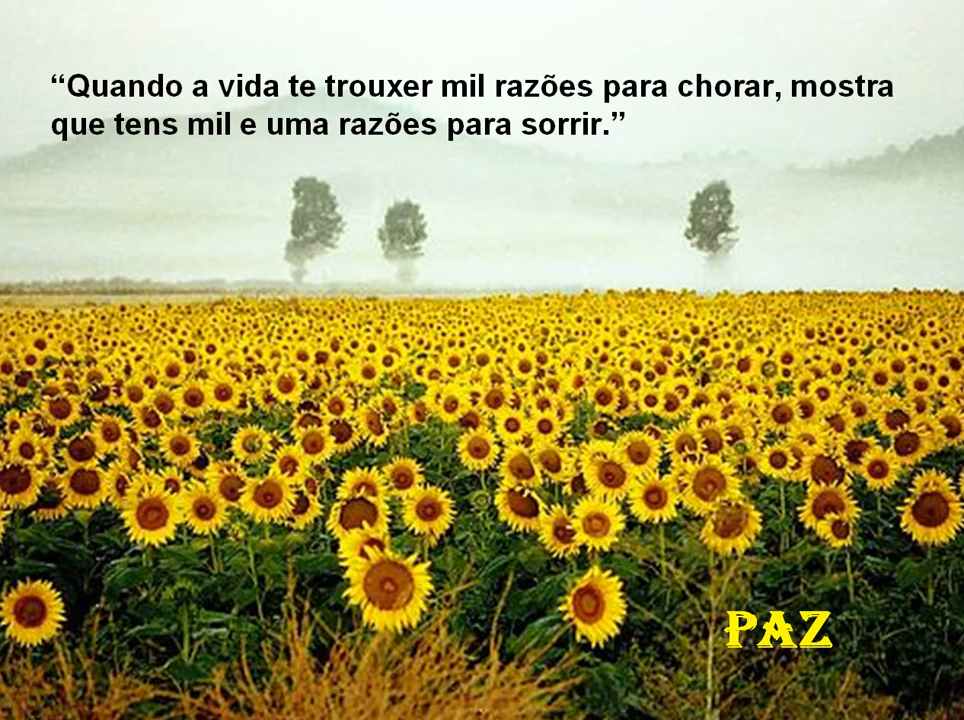 “Quando a vida te trouxer mil razões para chorar, mostra
que tens mil e uma razões para sorrir.”
PAZ